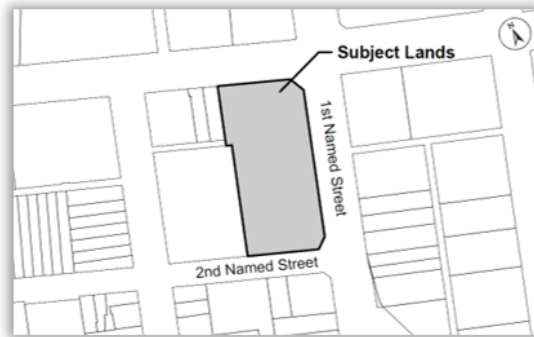 N
Subject Lands
1st Named Street
2nd Named Street